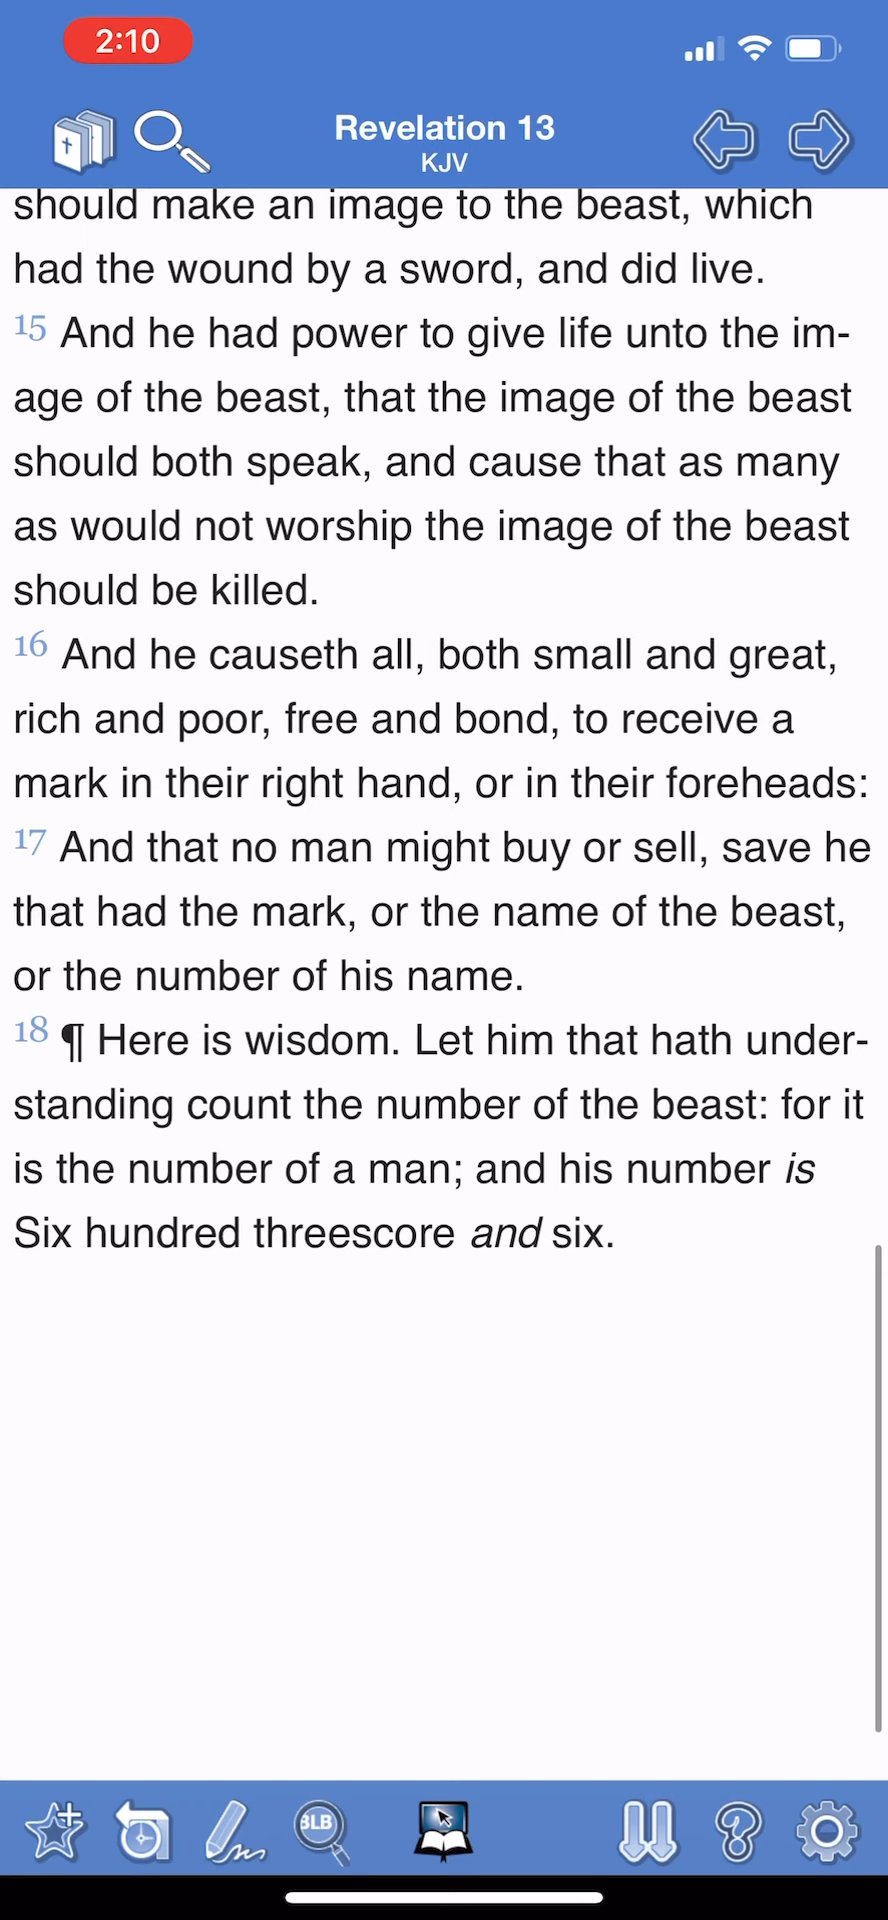 2:10
Revelation 13
KJV
should make an image to the beast, which
had the wound by a sword, and did live.
15 And he had power to give life unto the im-
age of the beast, that the image of the beast
should both speak, and cause that as many
as would not worship the image of the beast
should be killed.
16 And he causeth all, both small and great,
rich and poor, free and bond, to receive a
mark in their right hand, or in their foreheads:
17 And that no man might buy or sell, save he
that had the mark, or the name of the beast,
or the number of his name.
18 ¶ Here is wisdom. Let him that hath under-
standing count the number of the beast: for it
is the number of a man; and his number is
Six hundred threescore and six.
BLB